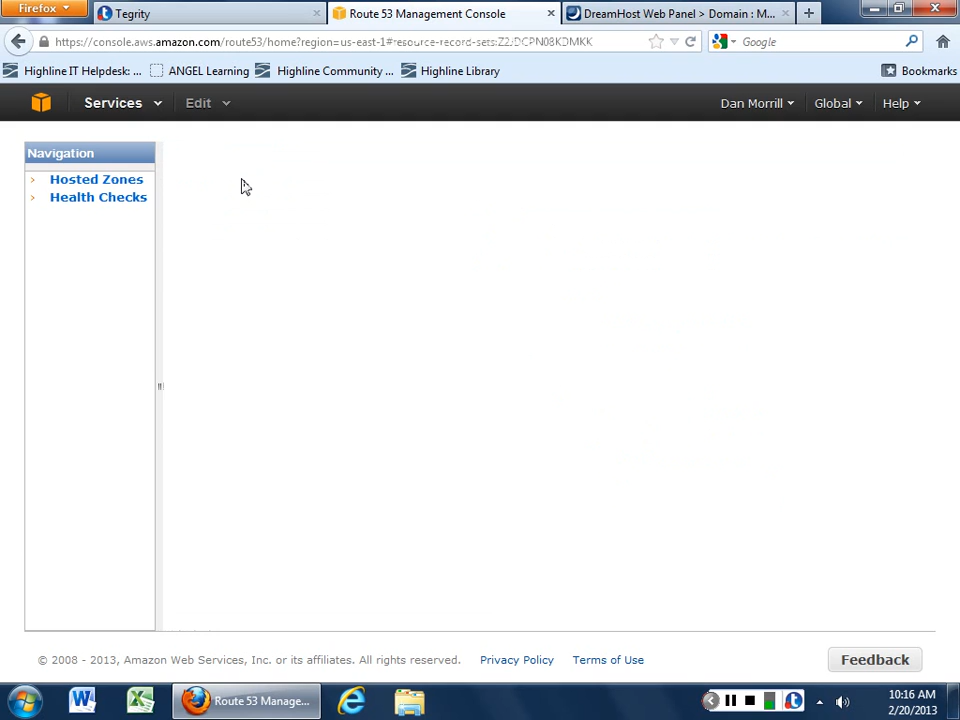 Firefox
Tegrity
Route 53 Management Console
DreamHost Web Panel > Domain : M...
https://console.aws.amazon.com/route53/home?region=us-east-1#resource-record-sets:
Google
Highline IT Helpdesk: ...
ANGEL Learning
Highline Community ...
Highline Library
Bookmarks
Services
Edit
Dan Morrill
Global
Help
Navigation
Hosted Zones
Health Checks
© 2008 - 2013, Amazon Web Services, Inc. or its affiliates. All rights reserved.
Privacy Policy
Terms of Use
Feedback
Route 53 Manage...
10:16 AM
2/20/2013